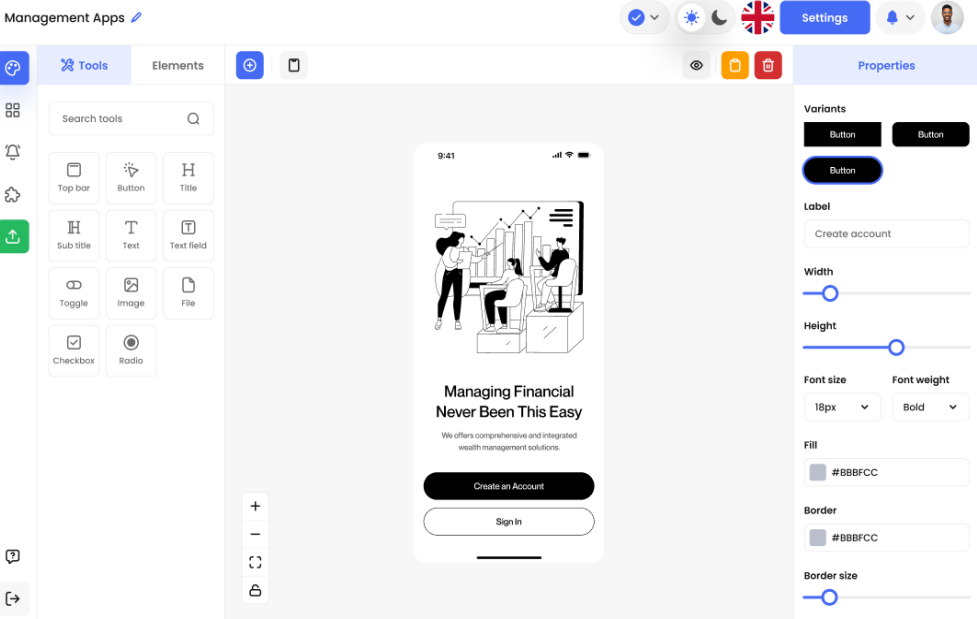 Management Apps
Settings
Tools
Elements
Properties
Search tools
Top bar
Button
Title
Sub title
Text
Text field
Toggle
Image
File
Checkbox
Radio
9:41
Managing Financial
Never Been This Easy
We offers comprehensive and integrated
wealth management solutions.
Create an Account
Sign In
Variants
Button
Button
Button
Label
Create account
Width
Height
Font size
Font weight
18px
Bold
Fill
#BBBFCC
Border
#BBBFCC
Border size